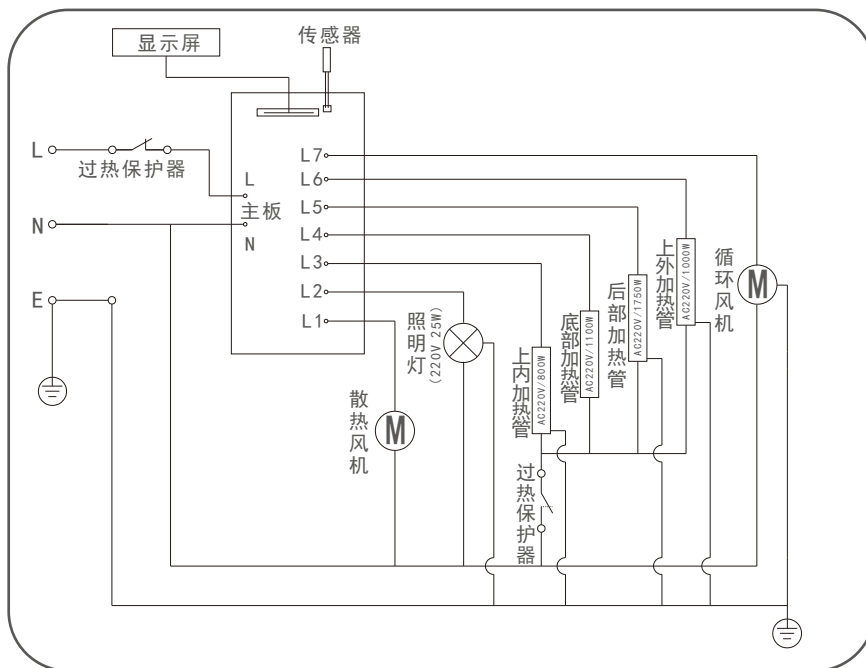 显示屏
传感器
L
过热保护器
N
E
L
主板
N
L7
L6
L5
L4
L3
L2
L1
散热风机
M
照明灯
(220V 25W)
上内加热管
AC220V/800W
过热保护器
底部加热管
AC220V/1100W
后部加热管
AC220V/1750W
上外加热管
AC220V/1000W
循环风机
M